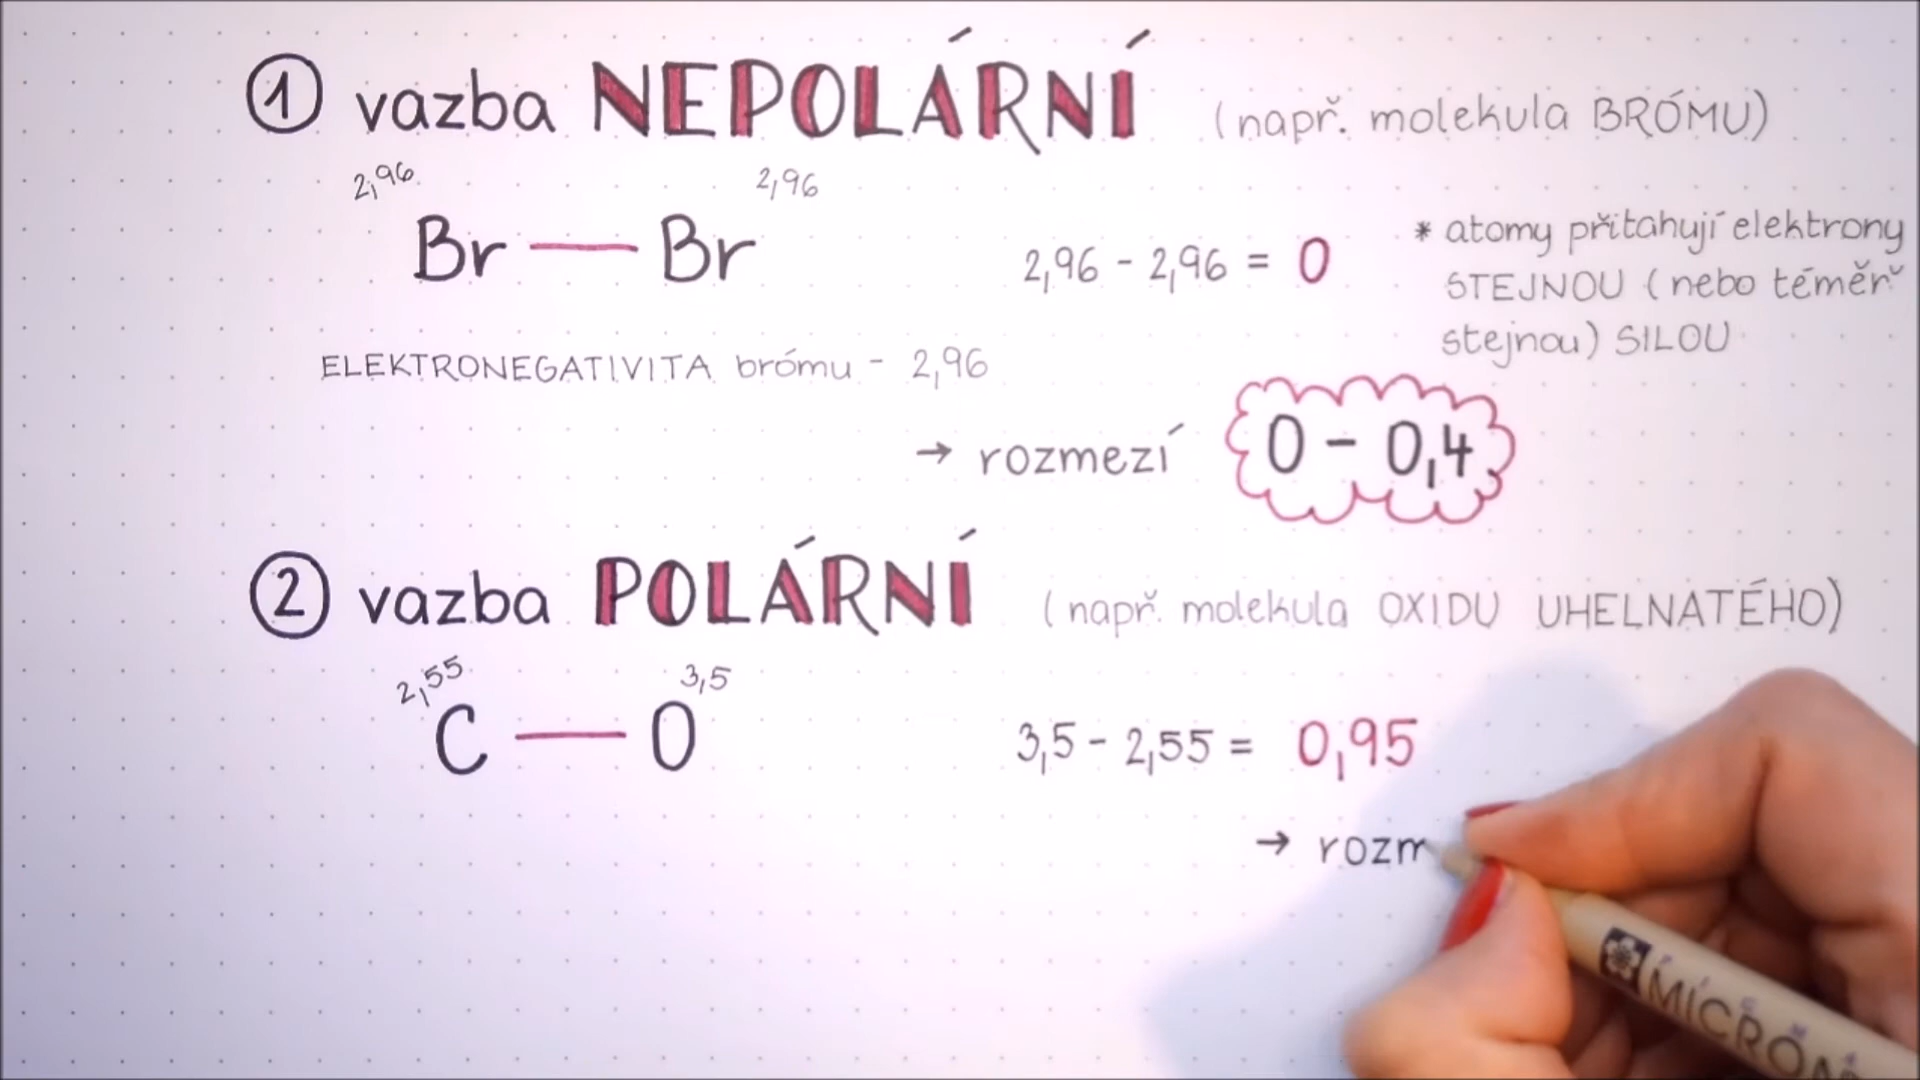 1 vazba NEPOLÁRNÍ (např. molekula BRÓMU)
2,96 2,96
Br — Br
2,96 - 2,96 = 0
* atomy přitahují elektrony
STEJNOU (nebo téměř
stejnou) SILOU
ELEKTRONEGATIVITA brómu - 2,96
→ rozmezí 0 - 0,4
2 vazba POLÁRNÍ (např. molekula OXIDU UHELNATÉHO)
2,55 3,5
C — O
3,5 - 2,55 = 0,95
→ rozm
MICRON